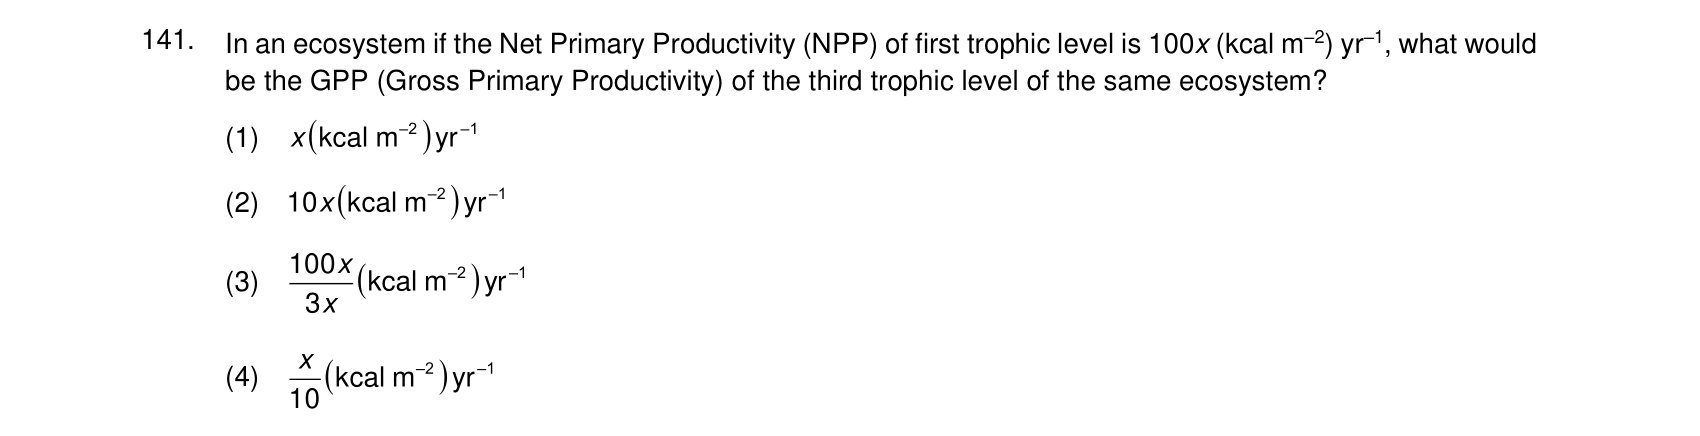 141. In an ecosystem if the Net Primary Productivity (NPP) of first trophic level is 100x (kcal m⁻²) yr⁻¹, what would
be the GPP (Gross Primary Productivity) of the third trophic level of the same ecosystem?
(1) x(kcal m⁻²)yr⁻¹
(2) 10x(kcal m⁻²)yr⁻¹
(3) 100x/3x (kcal m⁻²)yr⁻¹
(4) x/10 (kcal m⁻²)yr⁻¹